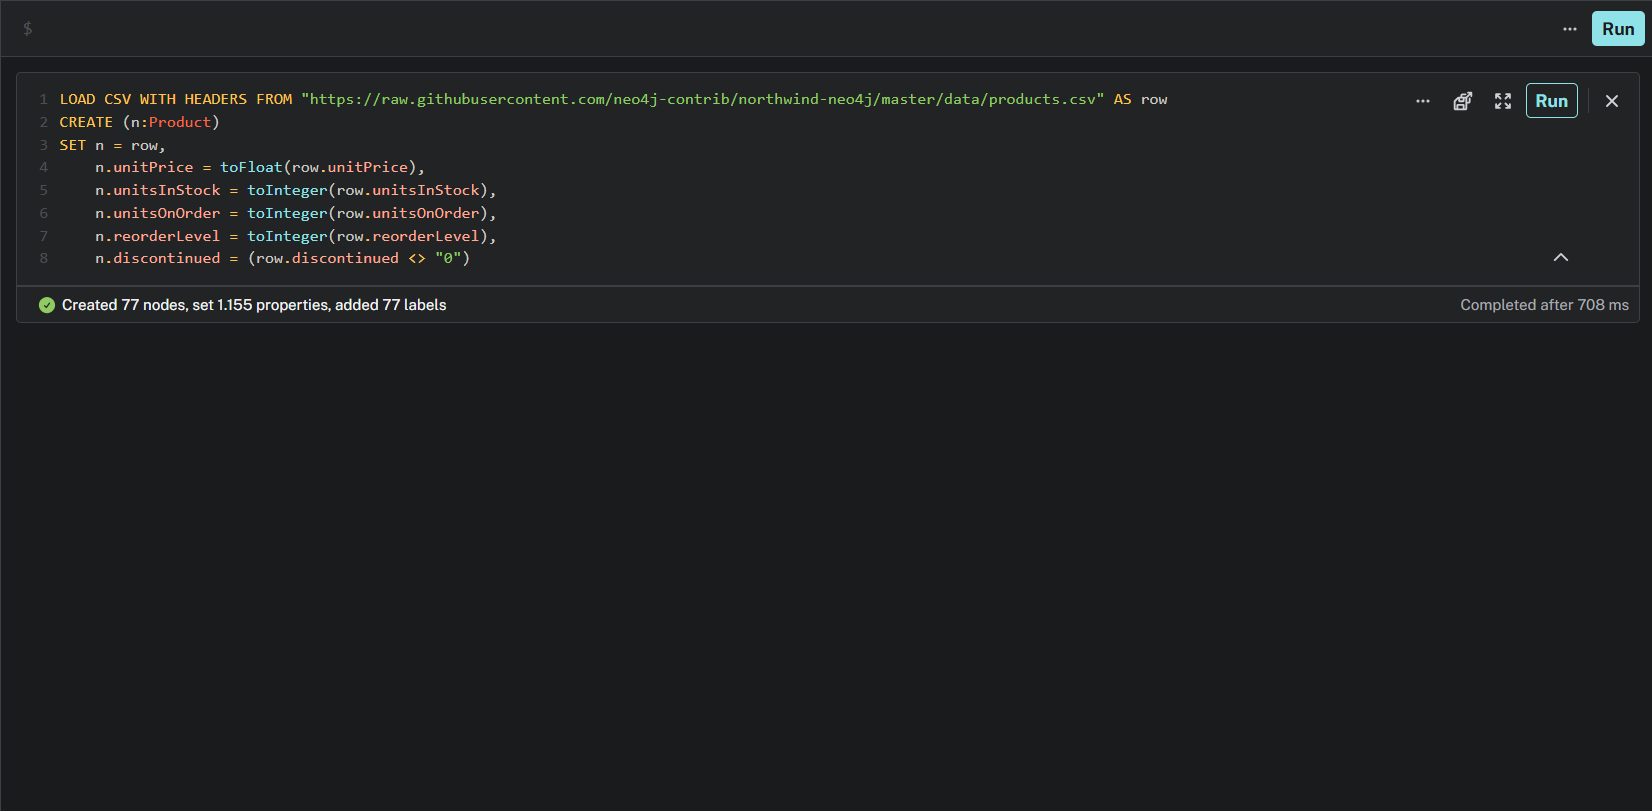 $
Run
1 LOAD CSV WITH HEADERS FROM "https://raw.githubusercontent.com/neo4j-contrib/northwind-neo4j/master/data/products.csv" AS row
Run
2 CREATE (n:Product)
3 SET n = row,
4     n.unitPrice = toFloat(row.unitPrice),
5     n.unitsInStock = toInteger(row.unitsInStock),
6     n.unitsOnOrder = toInteger(row.unitsOnOrder),
7     n.reorderLevel = toInteger(row.reorderLevel),
8     n.discontinued = (row.discontinued <> "0")
Created 77 nodes, set 1.155 properties, added 77 labels
Completed after 708 ms